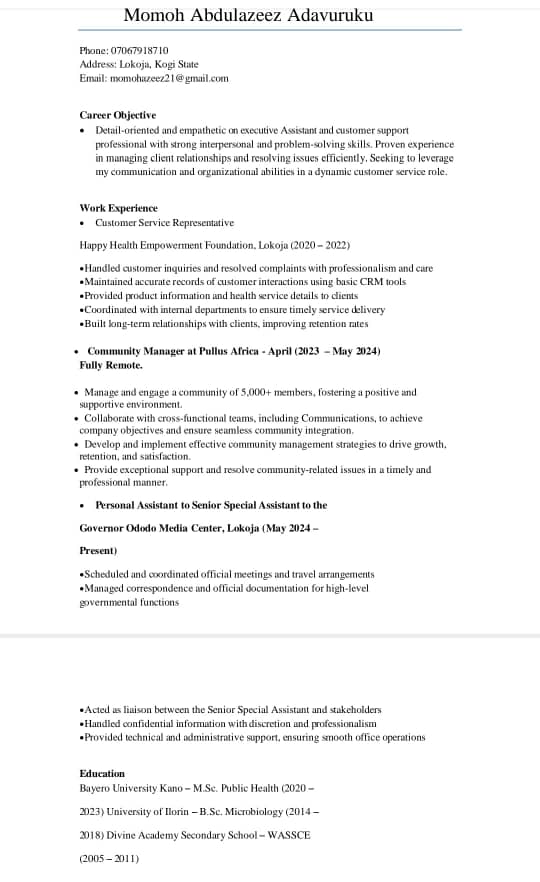 Momoh Abdulazeez Adavuruku
Phone: 07067918710
Address: Lokoja, Kogi State
Email: momohazeez21@gmail.com
Career Objective
• Detail-oriented and empathetic on executive Assistant and customer support
professional with strong interpersonal and problem-solving skills. Proven experience
in managing client relationships and resolving issues efficiently. Seeking to leverage
my communication and organizational abilities in a dynamic customer service role.
Work Experience
• Customer Service Representative
Happy Health Empowerment Foundation, Lokoja (2020 – 2022)
•Handled customer inquiries and resolved complaints with professionalism and care
•Maintained accurate records of customer interactions using basic CRM tools
•Provided product information and health service details to clients
•Coordinated with internal departments to ensure timely service delivery
•Built long-term relationships with clients, improving retention rates
• Community Manager at Pullus Africa - April (2023 – May 2024)
Fully Remote.
• Manage and engage a community of 5,000+ members, fostering a positive and
supportive environment.
• Collaborate with cross-functional teams, including Communications, to achieve
company objectives and ensure seamless community integration.
• Develop and implement effective community management strategies to drive growth,
retention, and satisfaction.
• Provide exceptional support and resolve community-related issues in a timely and
professional manner.
• Personal Assistant to Senior Special Assistant to the
Governor Ododo Media Center, Lokoja (May 2024 –
Present)
•Scheduled and coordinated official meetings and travel arrangements
•Managed correspondence and official documentation for high-level
governmental functions
•Acted as liaison between the Senior Special Assistant and stakeholders
•Handled confidential information with discretion and professionalism
•Provided technical and administrative support, ensuring smooth office operations
Education
Bayero University Kano – M.Sc. Public Health (2020 –
2023) University of Ilorin – B.Sc. Microbiology (2014 –
2018) Divine Academy Secondary School – WASSCE
(2005 – 2011)